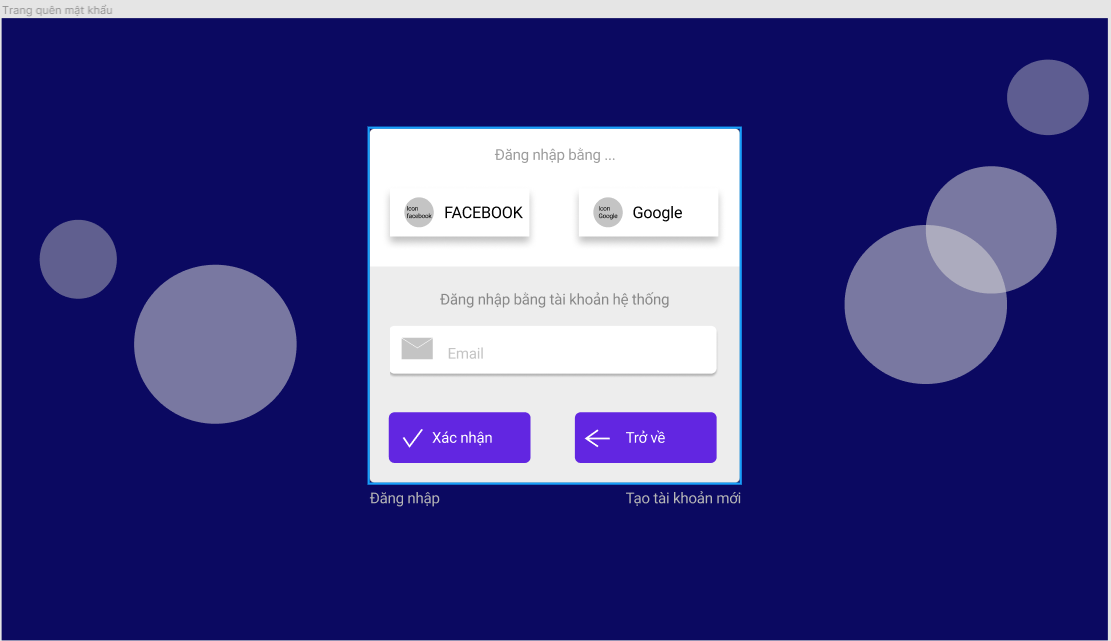 Trang quên mật khẩu
Đăng nhập bằng ...
Icon
facebook
FACEBOOK
Icon
Google
Google
Đăng nhập bằng tài khoản hệ thống
Email
Xác nhận
Trở về
Đăng nhập
Tạo tài khoản mới